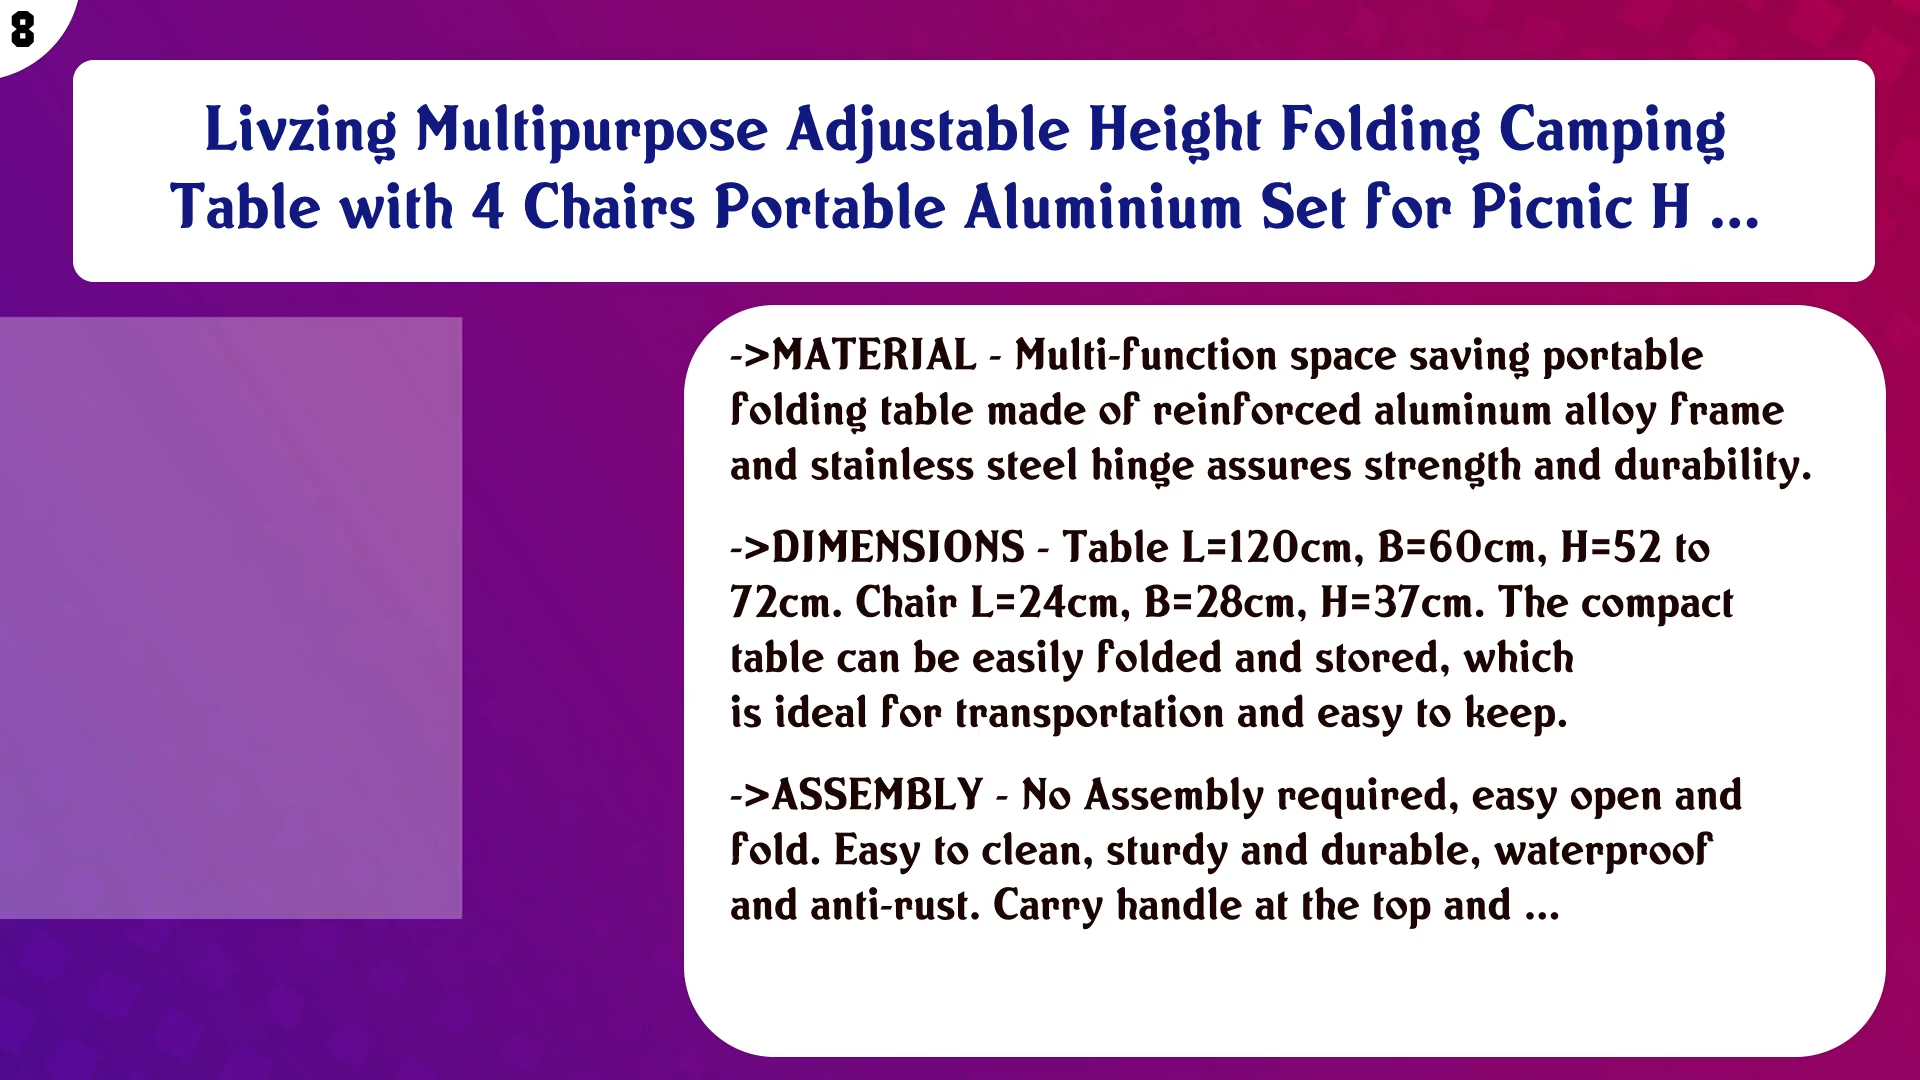 8
Livzing Multipurpose Adjustable Height Folding Camping
Table with 4 Chairs Portable Aluminium Set for Picnic H ...
->MATERIAL - Multi-function space saving portable
folding table made of reinforced aluminum alloy frame
and stainless steel hinge assures strength and durability.
->DIMENSIONS - Table L=120cm, B=60cm, H=52 to
72cm. Chair L=24cm, B=28cm, H=37cm. The compact
table can be easily folded and stored, which
is ideal for transportation and easy to keep.
->ASSEMBLY - No Assembly required, easy open and
fold. Easy to clean, sturdy and durable, waterproof
and anti-rust. Carry handle at the top and ...